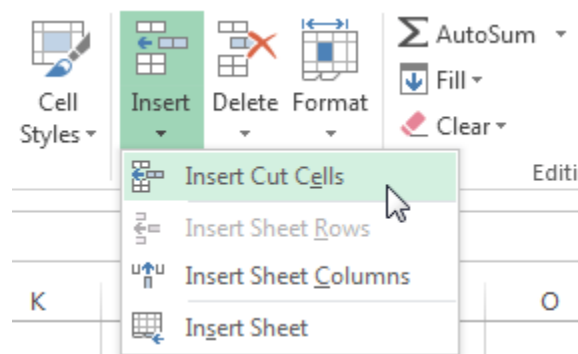 AutoSum
Fill
Clear
Cell
Styles
Insert
Delete
Format
Editi
Insert Cut Cells
Insert Sheet Rows
Insert Sheet Columns
Insert Sheet
K
O